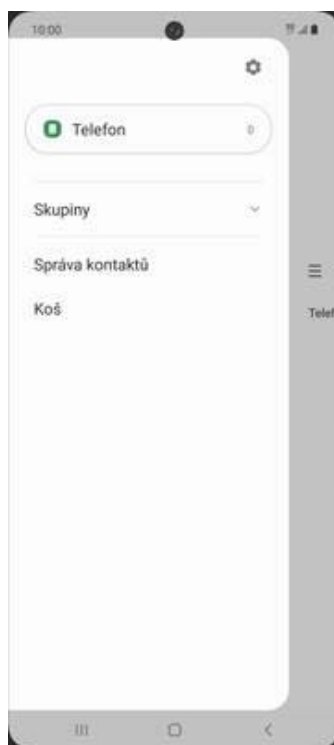 10:00
Telefon 0
Skupiny
Správa kontaktů
Koš
Telef